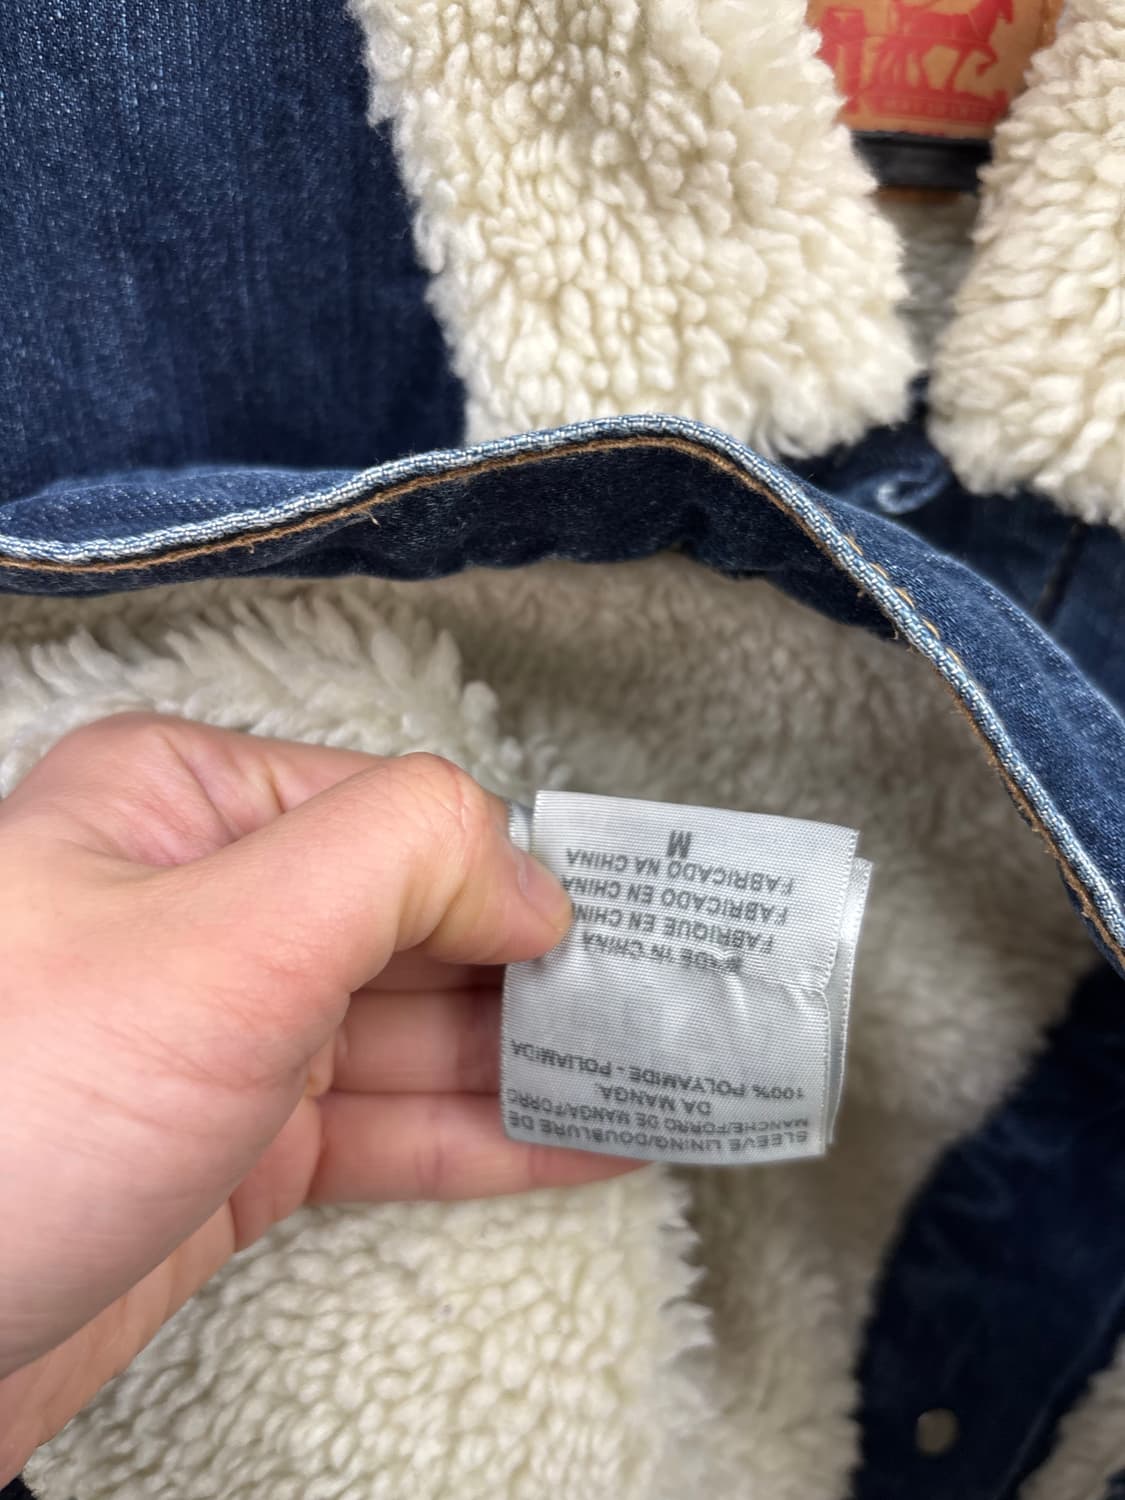 SLEEVE LINING/DOUBLURE DE
MANCHE/FORRO DE MANGA/FORRO
DA MANGA.
100% POLYAMIDE - POLIAMIDA
MADE IN CHINA
FABRIQUE EN CHIN
FABRICADO EN CHINA
FABRICADO NA CHINA
M